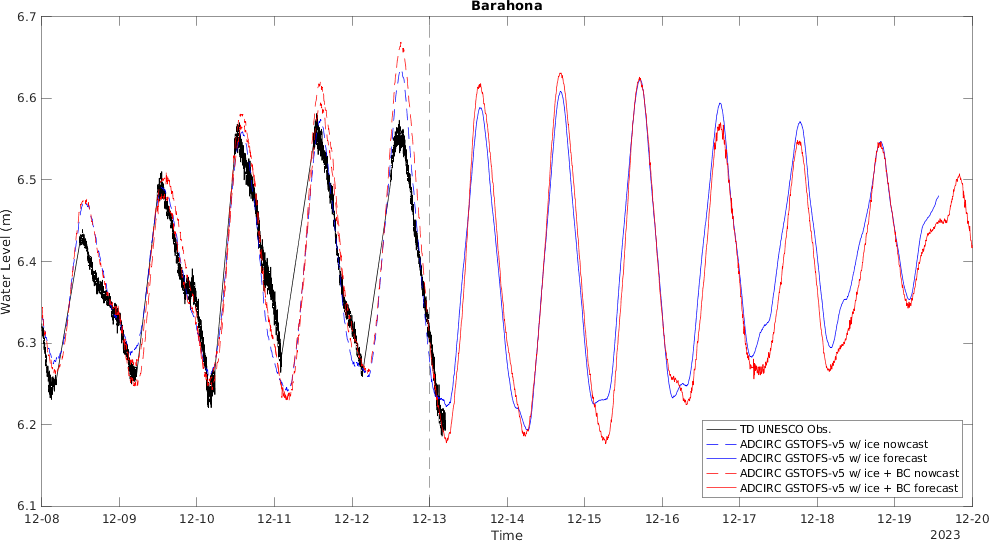 Barahona
6.7
6.6
6.5
6.4
6.3
6.2
6.1
Water Level (m)
12-08 12-09 12-10 12-11 12-12 12-13 12-14 12-15 12-16 12-17 12-18 12-19 12-20
Time
2023
TD UNESCO Obs.
ADCIRC GSTOFS-v5 w/ ice nowcast
ADCIRC GSTOFS-v5 w/ ice forecast
ADCIRC GSTOFS-v5 w/ ice + BC nowcast
ADCIRC GSTOFS-v5 w/ ice + BC forecast